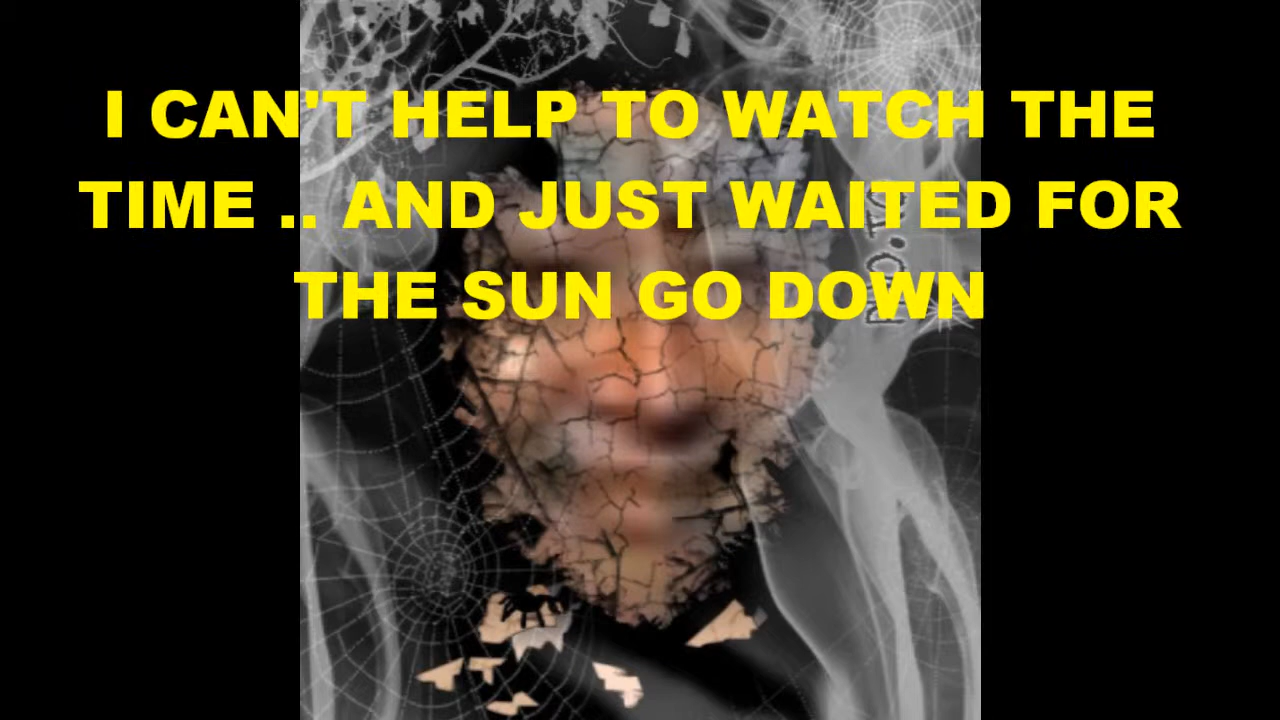 I CAN'T HELP TO WATCH THE
TIME .. AND JUST WAITED FOR
THE SUN GO DOWN